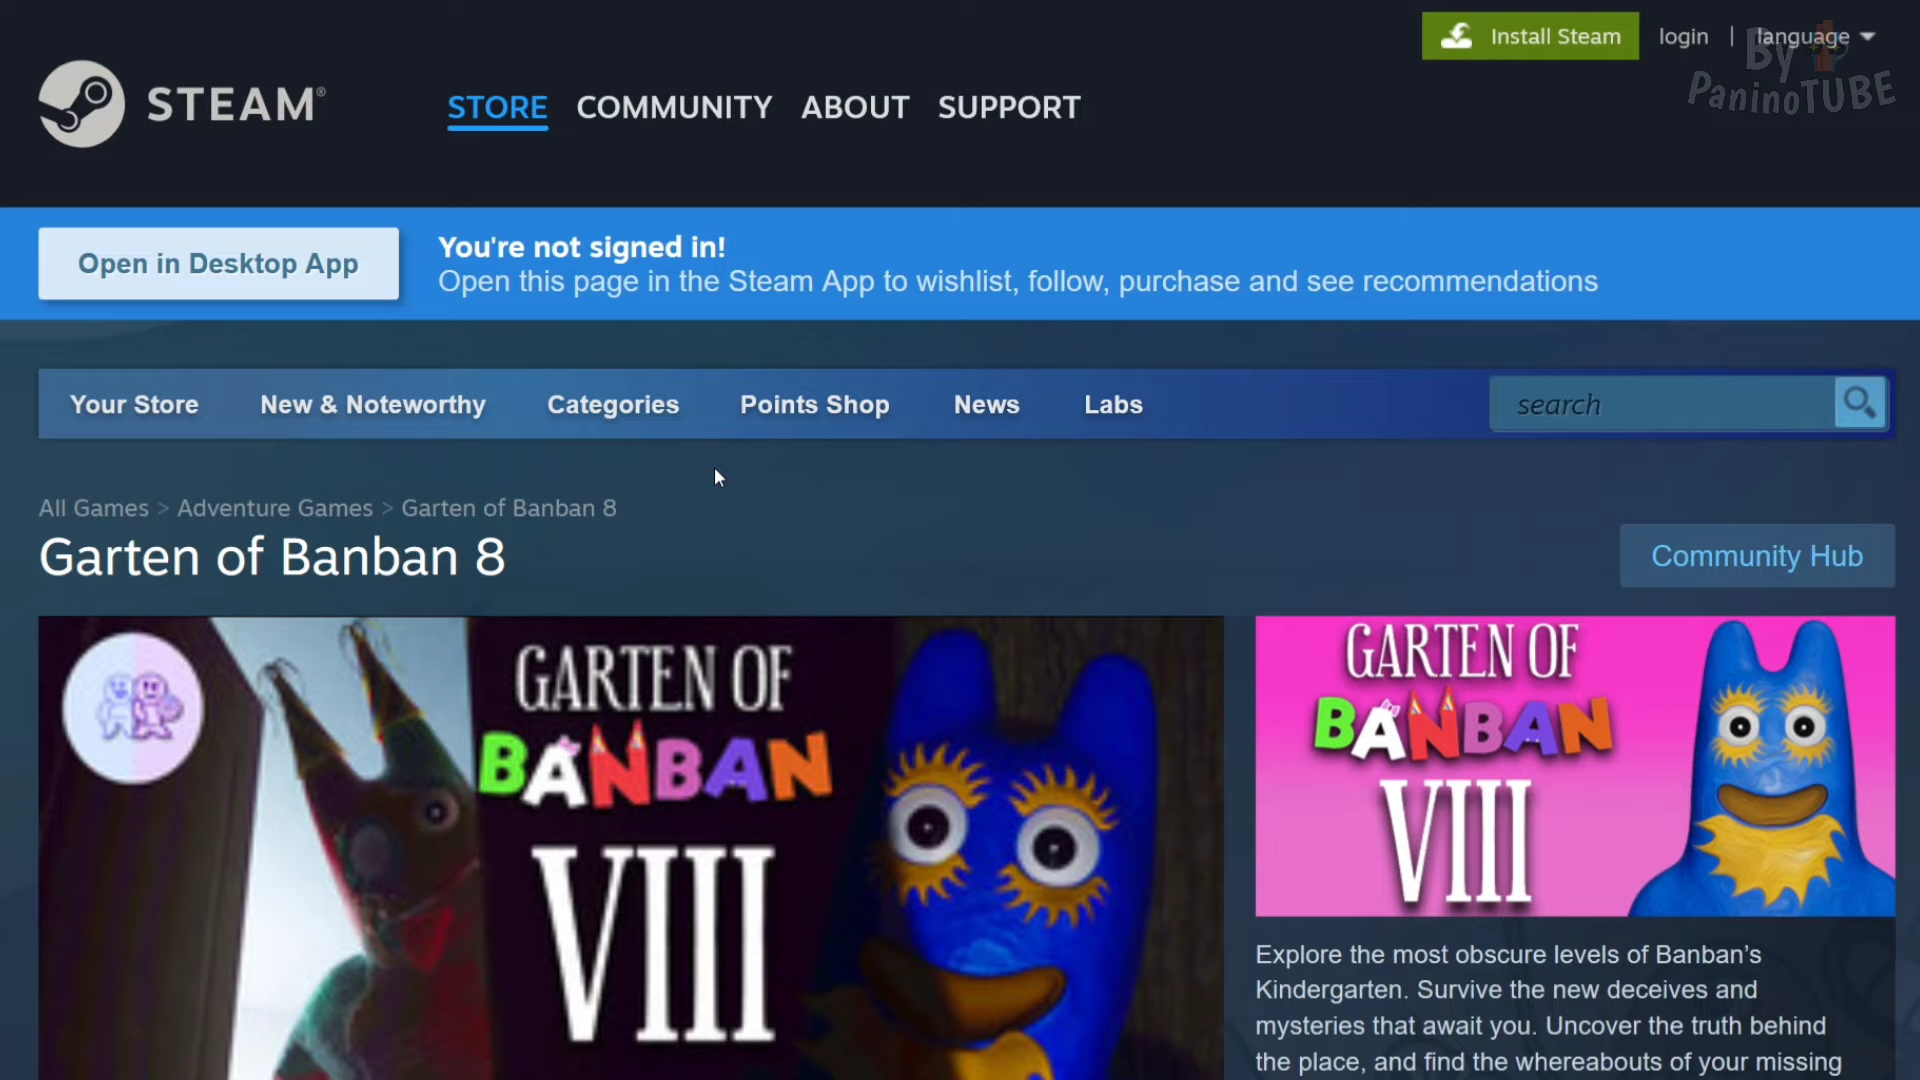 Install Steam
login | language
By
PaninoTUBE
STEAM®
STORE COMMUNITY ABOUT SUPPORT
Open in Desktop App
You're not signed in!
Open this page in the Steam App to wishlist, follow, purchase and see recommendations
Your Store New & Noteworthy Categories Points Shop News Labs
search
All Games > Adventure Games > Garten of Banban 8
Garten of Banban 8
Community Hub
GARTEN OF
BANBAN
VIII
GARTEN OF
BANBAN
VIII
Explore the most obscure levels of Banban’s
Kindergarten. Survive the new deceives and
mysteries that await you. Uncover the truth behind
the place, and find the whereabouts of your missing